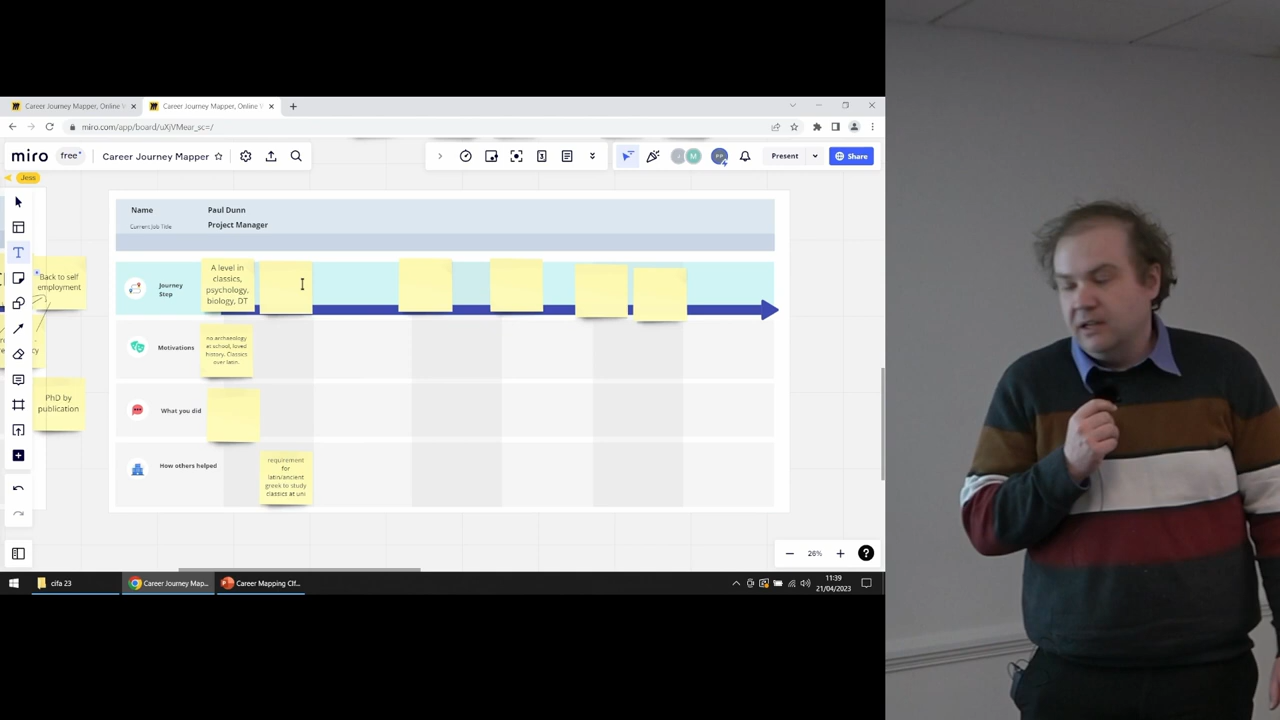 Career Journey Mapper, Online W
Career Journey Mapper, Online W
miro.com/app/board/uXjVMear_sc=/
miro
free
Career Journey Mapper
Present
Share
Jess
Name
Paul Dunn
Current Job Title
Project Manager
Back to self
employment
Journey
Step
A level in
classics,
psychology,
biology, DT
Motivations
no archaeology
at school, loved
history. Classics
over latin.
PhD by
publication
What you did
How others helped
requirement
for
latin/ancient
greek to study
classics at uni
26%
cifa 23
Career Journey Map...
Career Mapping CIf...
11:39
21/04/2023